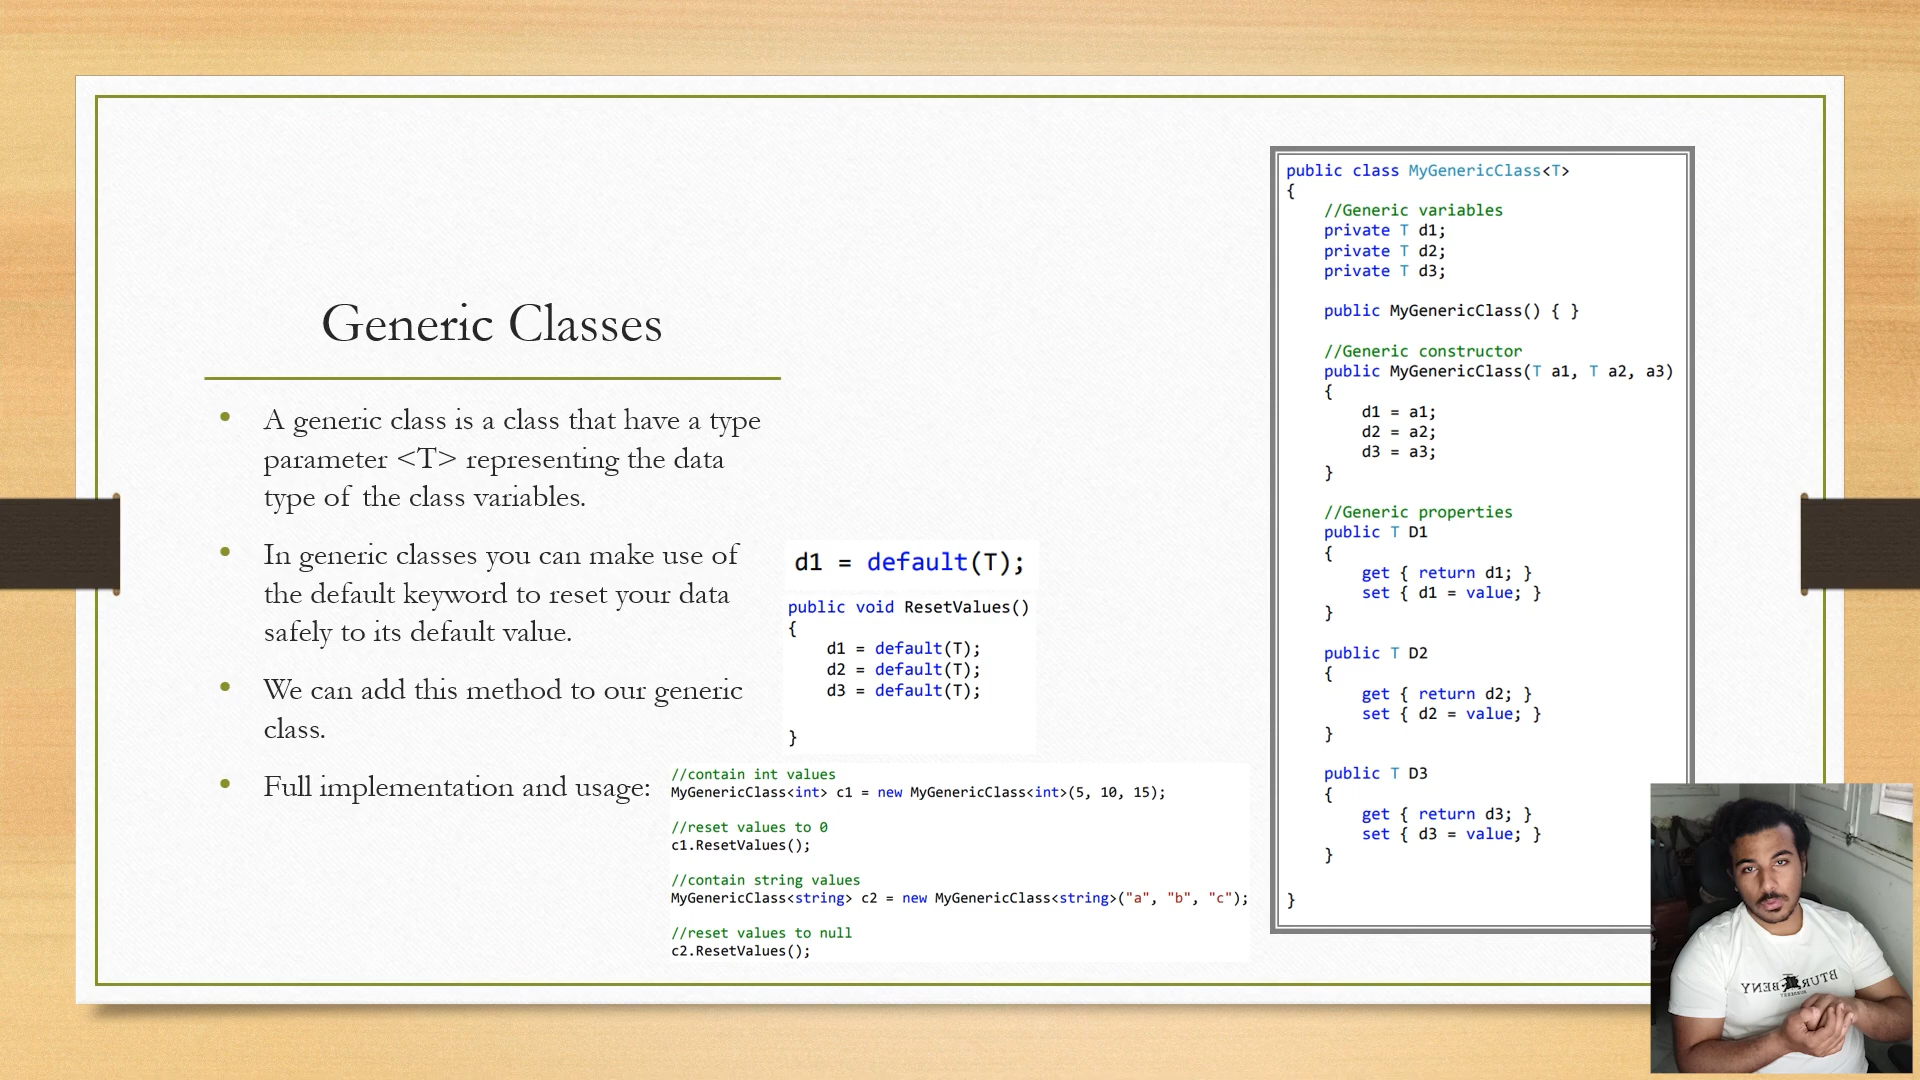 Generic Classes
• A generic class is a class that have a type
parameter <T> representing the data
type of the class variables.
• In generic classes you can make use of
the default keyword to reset your data
safely to its default value.
• We can add this method to our generic
class.
• Full implementation and usage:
d1 = default(T);
public void ResetValues()
{
    d1 = default(T);
    d2 = default(T);
    d3 = default(T);
}
//contain int values
MyGenericClass<int> c1 = new MyGenericClass<int>(5, 10, 15);
//reset values to 0
c1.ResetValues();
//contain string values
MyGenericClass<string> c2 = new MyGenericClass<string>("a", "b", "c");
//reset values to null
c2.ResetValues();
public class MyGenericClass<T>
{
    //Generic variables
    private T d1;
    private T d2;
    private T d3;
    public MyGenericClass() { }
    //Generic constructor
    public MyGenericClass(T a1, T a2, a3)
    {
        d1 = a1;
        d2 = a2;
        d3 = a3;
    }
    //Generic properties
    public T D1
    {
        get { return d1; }
        set { d1 = value; }
    }
    public T D2
    {
        get { return d2; }
        set { d2 = value; }
    }
    public T D3
    {
        get { return d3; }
        set { d3 = value; }
    }
}